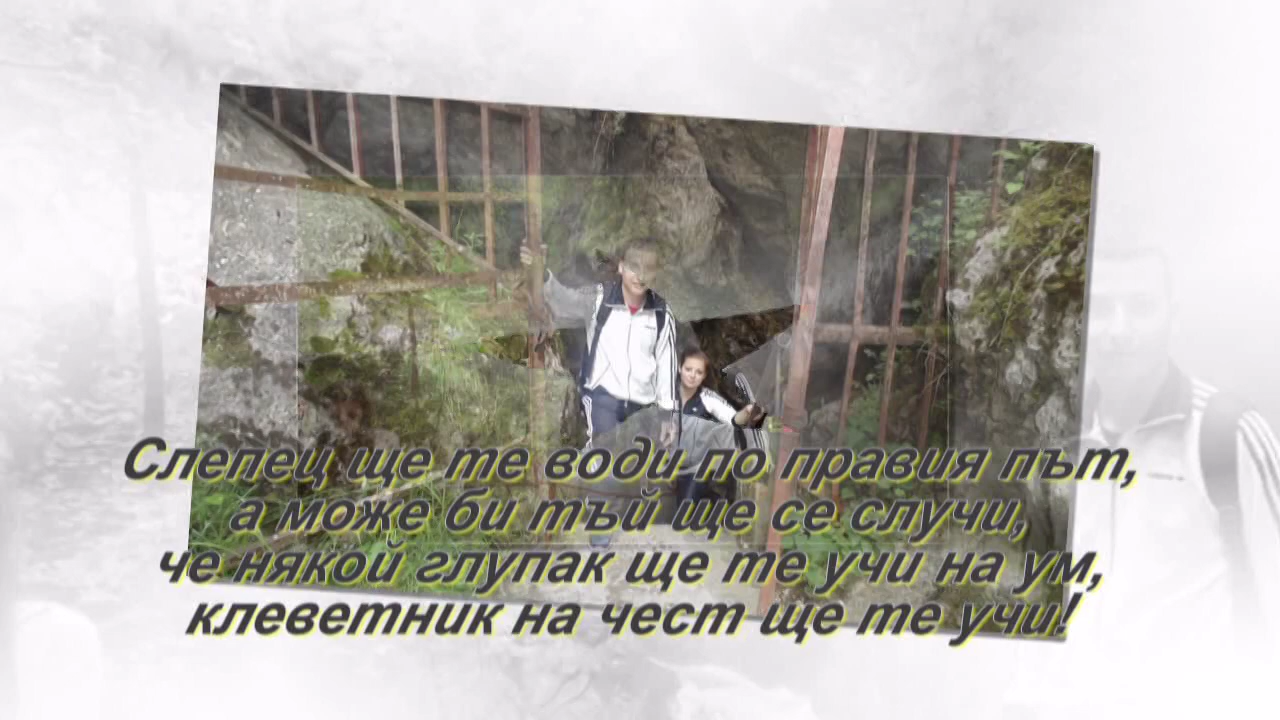 Слепец ще те води по правия път,
а може би тъй ще се случи,
че някой глупак ще те учи на ум,
клеветник на чест ще те учи!